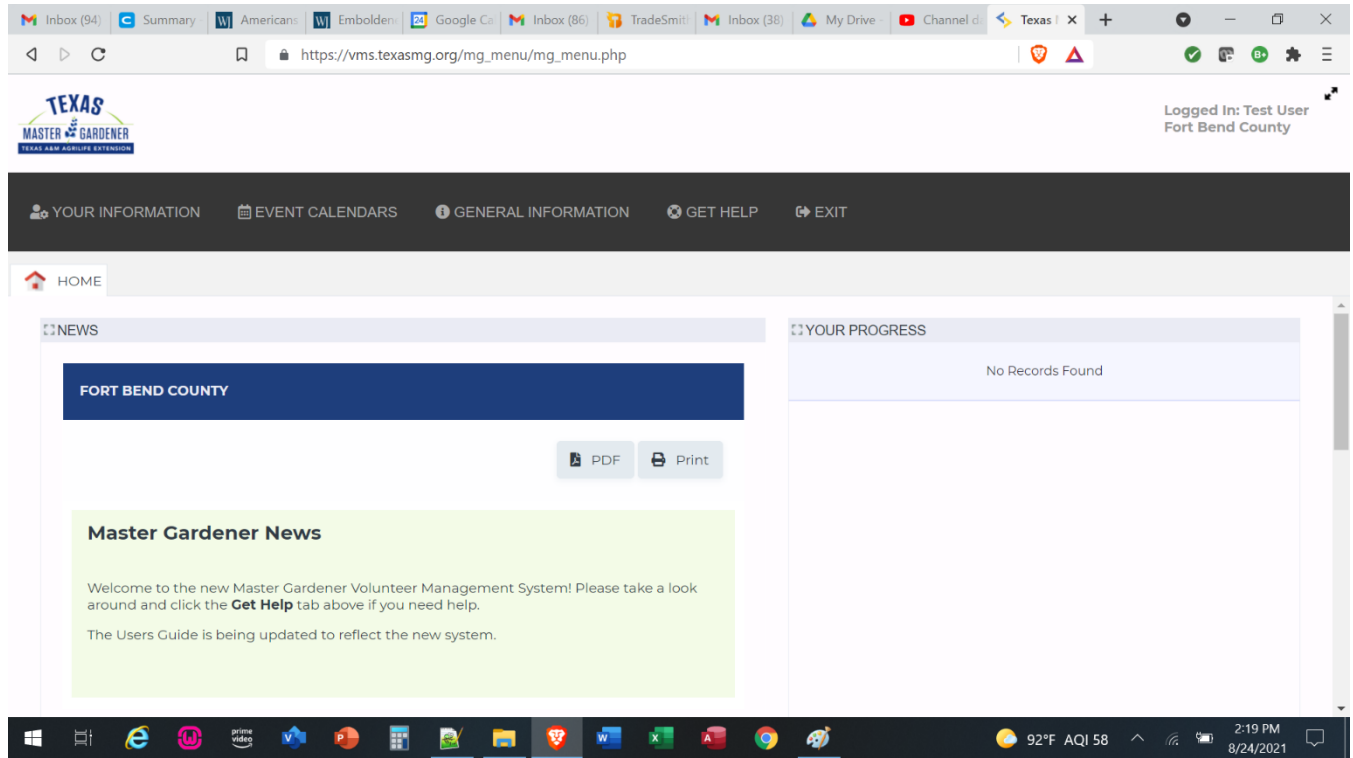 Inbox (94)
Summary
Americans
Embolden
Google Ca
Inbox (86)
TradeSmith
Inbox (38)
My Drive -
Channel d
Texas
https://vms.texasmg.org/mg_menu/mg_menu.php
TEXAS
MASTER GARDENER
TEXAS A&M AGRILIFE EXTENSION
Logged In: Test User
Fort Bend County
YOUR INFORMATION
EVENT CALENDARS
GENERAL INFORMATION
GET HELP
EXIT
HOME
NEWS
YOUR PROGRESS
No Records Found
FORT BEND COUNTY
PDF
Print
Master Gardener News
Welcome to the new Master Gardener Volunteer Management System! Please take a look
around and click the Get Help tab above if you need help.
The Users Guide is being updated to reflect the new system.
prime
video
92°F AQI 58
2:19 PM
8/24/2021